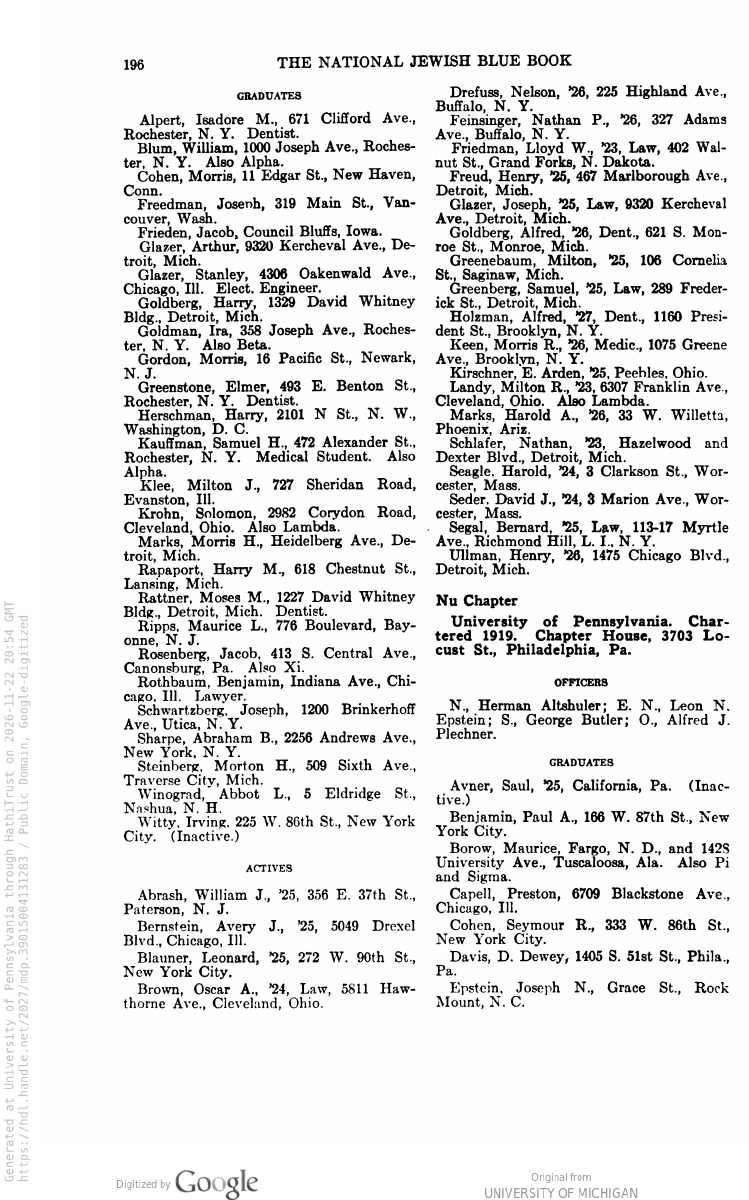 196
THE NATIONAL JEWISH BLUE BOOK
GRADUATES
Alpert, Isadore M., 671 Clifford Ave.,
Rochester, N. Y. Dentist.
Blum, William, 1000 Joseph Ave., Roches-
ter, N. Y. Also Alpha.
Cohen, Morris, 11 Edgar St., New Haven,
Conn.
Freedman, Joseph, 319 Main St., Van-
couver, Wash.
Frieden, Jacob, Council Bluffs, Iowa.
Glazer, Arthur, 9320 Kercheval Ave., De-
troit, Mich.
Glazer, Stanley, 4306 Oakenwald Ave.,
Chicago, Ill. Elect. Engineer.
Goldberg, Harry, 1329 David Whitney
Bldg., Detroit, Mich.
Goldman, Ira, 358 Joseph Ave., Roches-
ter, N. Y. Also Beta.
Gordon, Morris, 16 Pacific St., Newark,
N. J.
Greenstone, Elmer, 493 E. Benton St.,
Rochester, N. Y. Dentist.
Herschman, Harry, 2101 N St., N. W.,
Washington, D. C.
Kauffman, Samuel H., 472 Alexander St.,
Rochester, N. Y. Medical Student. Also
Alpha.
Klee, Milton J., 727 Sheridan Road,
Evanston, Ill.
Krohn, Solomon, 2982 Corydon Road,
Cleveland, Ohio. Also Lambda.
Marks, Morris H., Heidelberg Ave., De-
troit, Mich.
Rapaport, Harry M., 618 Chestnut St.,
Lansing, Mich.
Rattner, Moses M., 1227 David Whitney
Bldg., Detroit, Mich. Dentist.
Ripps, Maurice L., 776 Boulevard, Bay-
onne, N. J.
Rosenberg, Jacob, 413 S. Central Ave.,
Canonsburg, Pa. Also Xi.
Rothbaum, Benjamin, Indiana Ave., Chi-
cago, Ill. Lawyer.
Schwartzberg, Joseph, 1200 Brinkerhoff
Ave., Utica, N. Y.
Sharpe, Abraham B., 2256 Andrews Ave.,
New York, N. Y.
Steinberg, Morton H., 509 Sixth Ave.,
Traverse City, Mich.
Winograd, Abbot L., 5 Eldridge St.,
Nashua, N. H.
Witty, Irving, 225 W. 86th St., New York
City. (Inactive.)
ACTIVES
Abrash, William J., '25, 356 E. 37th St.,
Paterson, N. J.
Bernstein, Avery J., '25, 5049 Drexel
Blvd., Chicago, Ill.
Blauner, Leonard, '25, 272 W. 90th St.,
New York City.
Brown, Oscar A., '24, Law, 5811 Haw-
thorne Ave., Cleveland, Ohio.
Drefuss, Nelson, '26, 225 Highland Ave.,
Buffalo, N. Y.
Feinsinger, Nathan P., '26, 327 Adams
Ave., Buffalo, N. Y.
Friedman, Lloyd W., '23, Law, 402 Wal-
nut St., Grand Forks, N. Dakota.
Freud, Henry, '25, 467 Marlborough Ave.,
Detroit, Mich.
Glazer, Joseph, '25, Law, 9320 Kercheval
Ave., Detroit, Mich.
Goldberg, Alfred, '26, Dent., 621 S. Mon-
roe St., Monroe, Mich.
Greenebaum, Milton, '25, 106 Cornelia
St., Saginaw, Mich.
Greenberg, Samuel, '25, Law, 289 Freder-
ick St., Detroit, Mich.
Holzman, Alfred, '27, Dent., 1160 Presi-
dent St., Brooklyn, N. Y.
Keen, Morris R., '26, Medic., 1075 Greene
Ave., Brooklyn, N. Y.
Kirschner, E. Arden, '25, Peebles, Ohio.
Landy, Milton R., '23, 6307 Franklin Ave.,
Cleveland, Ohio. Also Lambda.
Marks, Harold A., '26, 33 W. Willetta,
Phoenix, Ariz.
Schlafer, Nathan, '23, Hazelwood and
Dexter Blvd., Detroit, Mich.
Seagle, Harold, '24, 3 Clarkson St., Wor-
cester, Mass.
Seder, David J., '24, 3 Marion Ave., Wor-
cester, Mass.
Segal, Bernard, '25, Law, 113-17 Myrtle
Ave., Richmond Hill, L. I., N. Y.
Ullman, Henry, '26, 1475 Chicago Blvd.,
Detroit, Mich.
Nu Chapter
University of Pennsylvania. Char-
tered 1919. Chapter House, 3703 Lo-
cust St., Philadelphia, Pa.
OFFICERS
N., Herman Altshuler; E. N., Leon N.
Epstein; S., George Butler; O., Alfred J.
Plechner.
GRADUATES
Avner, Saul, '25, California, Pa. (Inac-
tive.)
Benjamin, Paul A., 166 W. 87th St., New
York City.
Borow, Maurice, Fargo, N. D., and 1428
University Ave., Tuscaloosa, Ala. Also Pi
and Sigma.
Capell, Preston, 6709 Blackstone Ave.,
Chicago, Ill.
Cohen, Seymour R., 333 W. 86th St.,
New York City.
Davis, D. Dewey, 1405 S. 51st St., Phila.,
Pa.
Epstein, Joseph N., Grace St., Rock
Mount, N. C.
Generated at University of Pennsylvania through HathiTrust on 2026-11-22 20:54 GMT
https://hdl.handle.net/2027/mdp.39015004131283 / Public Domain, Google-digitized
Digitized by Google
Original from
UNIVERSITY OF MICHIGAN